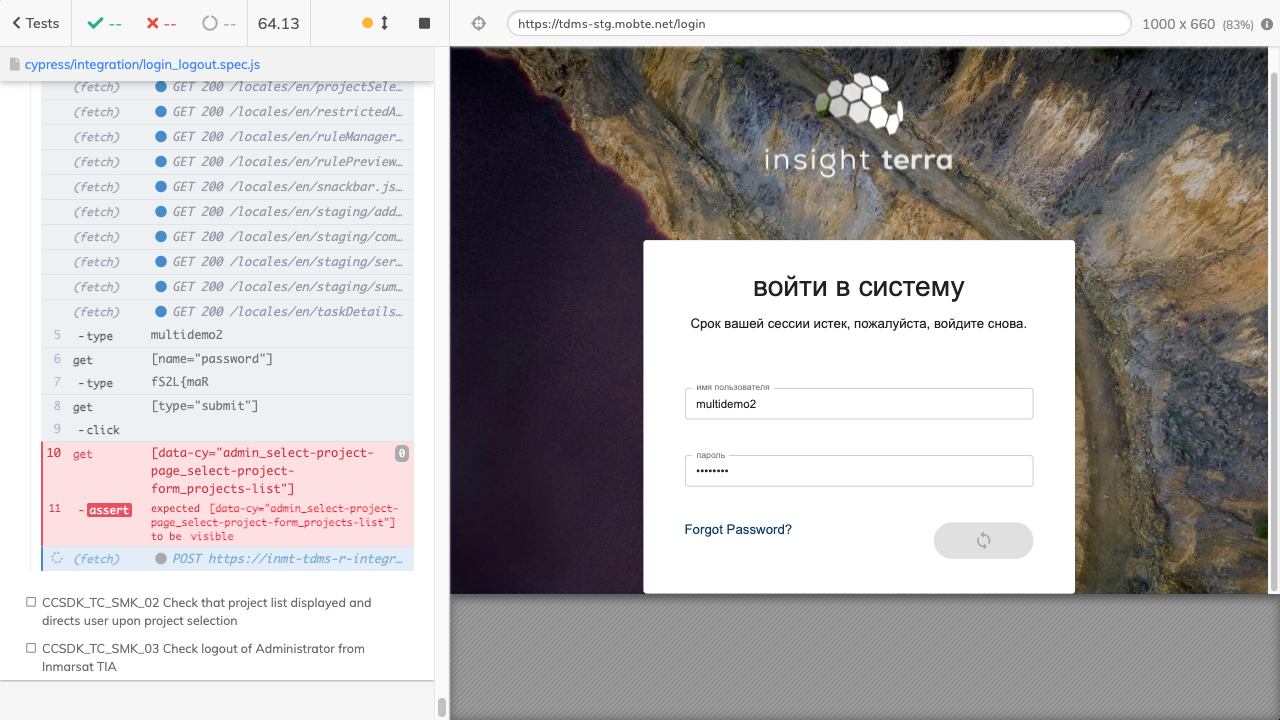 Tests
--
--
--
64.13
cypress/integration/login_logout.spec.js
(fetch) GET 200 /locales/en/projectSele…
(fetch) GET 200 /locales/en/restrictedA…
(fetch) GET 200 /locales/en/ruleManager…
(fetch) GET 200 /locales/en/rulePreview…
(fetch) GET 200 /locales/en/snackbar.js…
(fetch) GET 200 /locales/en/staging/add…
(fetch) GET 200 /locales/en/staging/com…
(fetch) GET 200 /locales/en/staging/ser…
(fetch) GET 200 /locales/en/staging/sum…
(fetch) GET 200 /locales/en/taskDetails…
5 -type multidemo2
6 get [name="password"]
7 -type fS2L{maR
8 get [type="submit"]
9 -click
10 get [data-cy="admin_select-project-
page_select-project-
form_projects-list"]
0
11 -assert expected [data-cy="admin_select-project-
page_select-project-form_projects-list"]
to be visible
(fetch) POST https://inmt-tdms-r-integr…
CCSDK_TC_SMK_02 Check that project list displayed and
directs user upon project selection
CCSDK_TC_SMK_03 Check logout of Administrator from
Inmarsat TIA
https://tdms-stg.mobte.net/login
1000 x 660 (83%)
insight terra
войти в систему
Срок вашей сессии истек, пожалуйста, войдите снова.
имя пользователя
multidemo2
пароль
••••••••
Forgot Password?